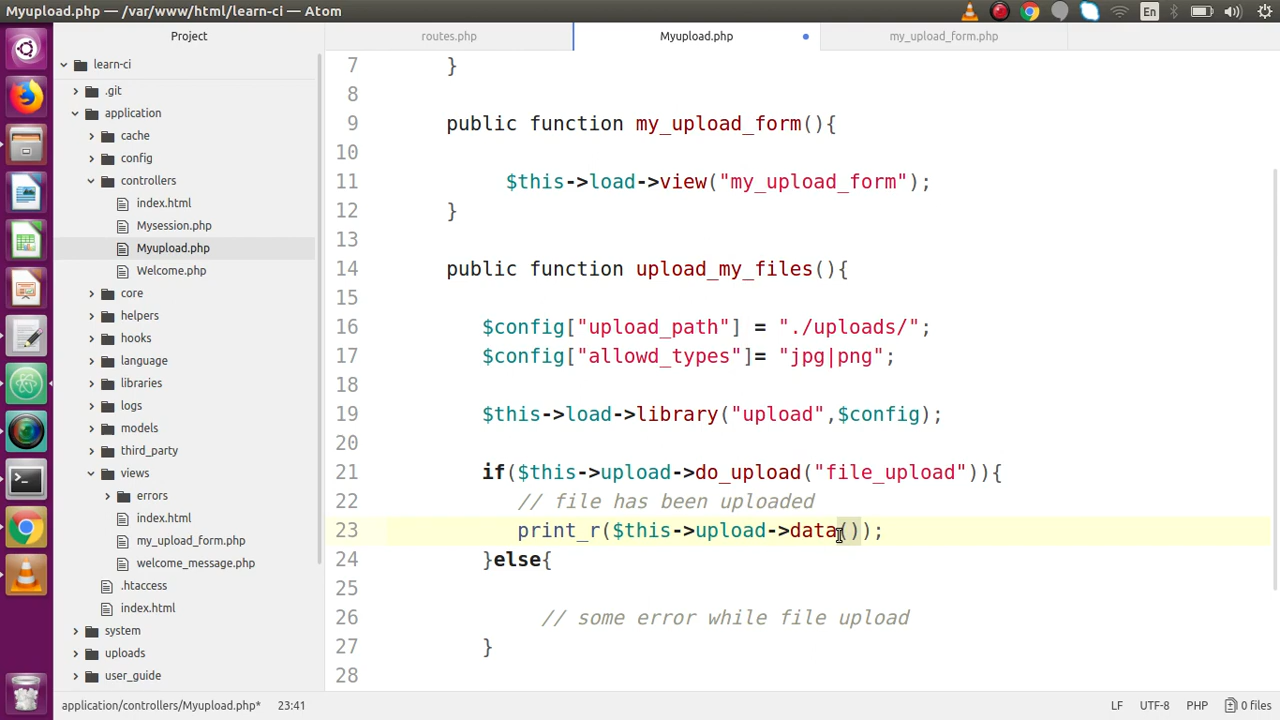 Myupload.php — /var/www/html/learn-ci — Atom
En
Project
routes.php
Myupload.php
my_upload_form.php
learn-ci
.git
application
cache
config
controllers
index.html
Mysession.php
Myupload.php
Welcome.php
core
helpers
hooks
language
libraries
logs
models
third_party
views
errors
index.html
my_upload_form.php
welcome_message.php
.htaccess
index.html
system
uploads
user_guide
7 }
8
9 public function my_upload_form(){
10
11 $this->load->view("my_upload_form");
12 }
13
14 public function upload_my_files(){
15
16 $config["upload_path"] = "./uploads/";
17 $config["allowd_types"]= "jpg|png";
18
19 $this->load->library("upload",$config);
20
21 if($this->upload->do_upload("file_upload")){
22 // file has been uploaded
23 print_r($this->upload->data());
24 }else{
25
26 // some error while file upload
27 }
28
application/controllers/Myupload.php* 23:41
LF UTF-8 PHP 0 files